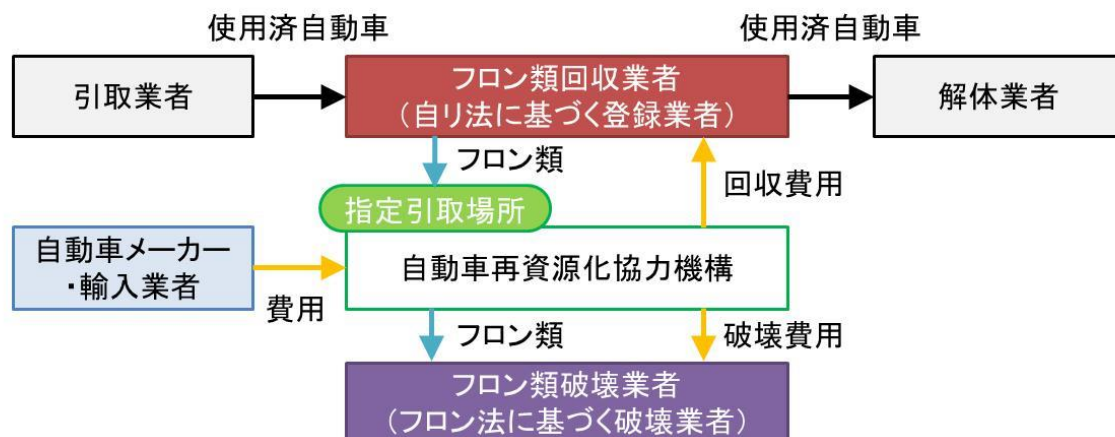 使用済自動車
使用済自動車
引取業者
フロン類回収業者
（自リ法に基づく登録業者）
解体業者
フロン類
回収費用
指定引取場所
自動車メーカー
・輸入業者
費用
自動車再資源化協力機構
フロン類
破壊費用
フロン類破壊業者
（フロン法に基づく破壊業者）